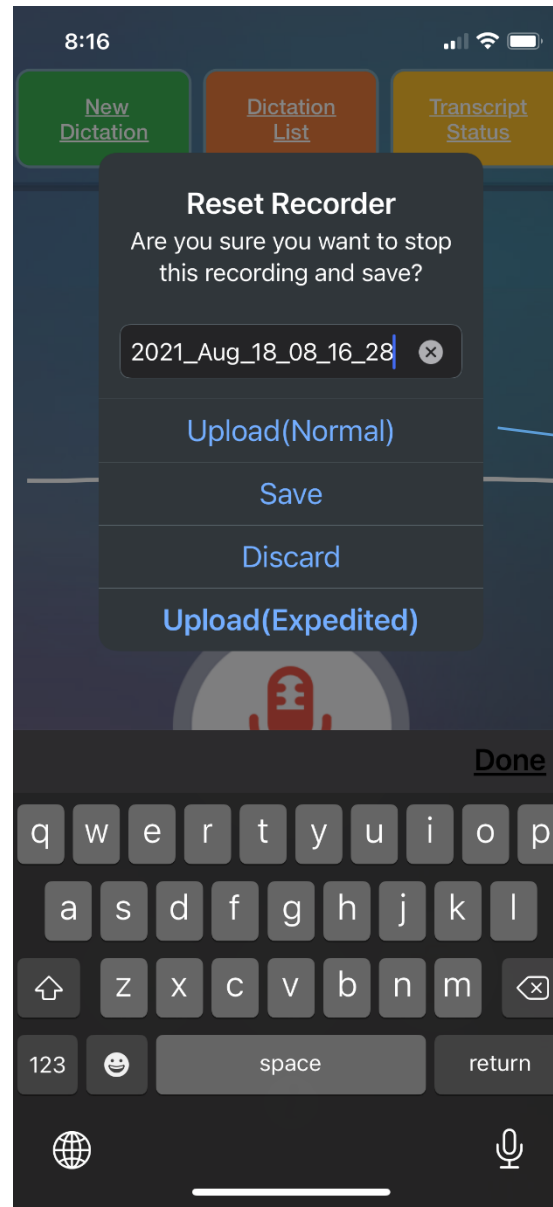 8:16
New
Dictation
Dictation
List
Transcript
Status
Reset Recorder
Are you sure you want to stop
this recording and save?
2021_Aug_18_08_16_28
Upload(Normal)
Save
Discard
Upload(Expedited)
Done
q w e r t y u i o p
a s d f g h j k l
z x c v b n m
123 space return